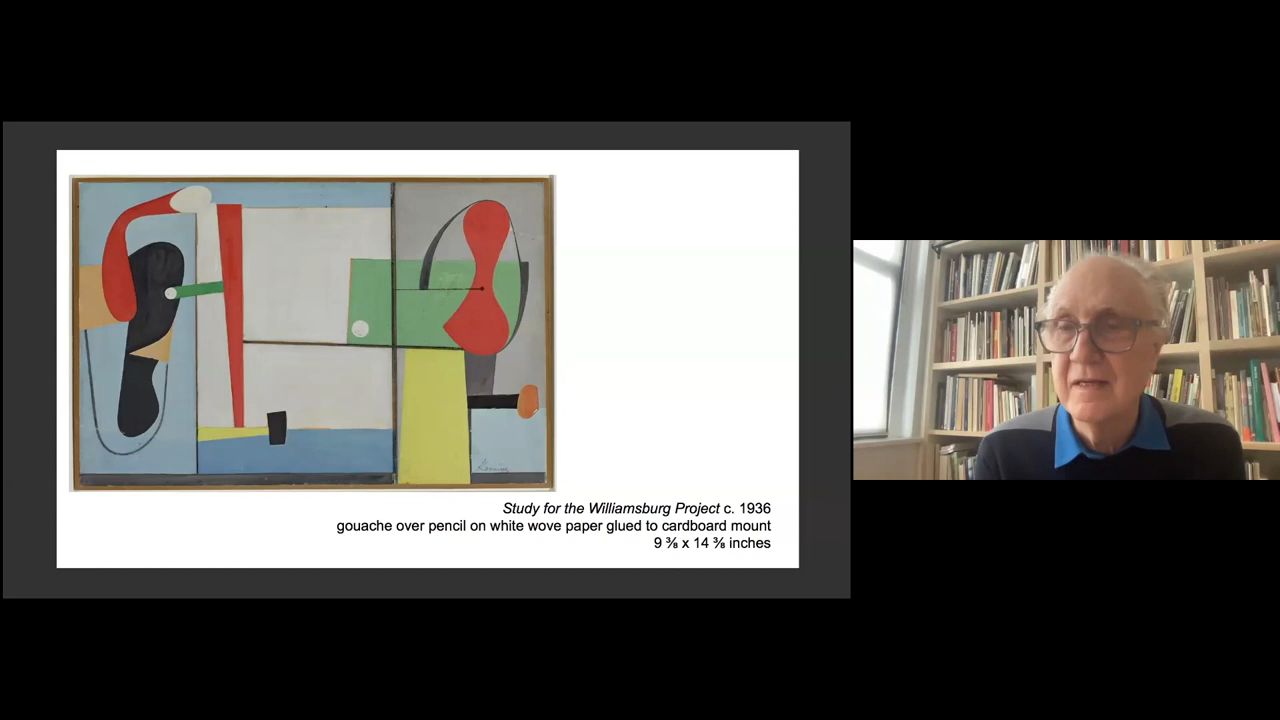 Study for the Williamsburg Project c. 1936
gouache over pencil on white wove paper glued to cardboard mount
9 ⅜ x 14 ⅜ inches